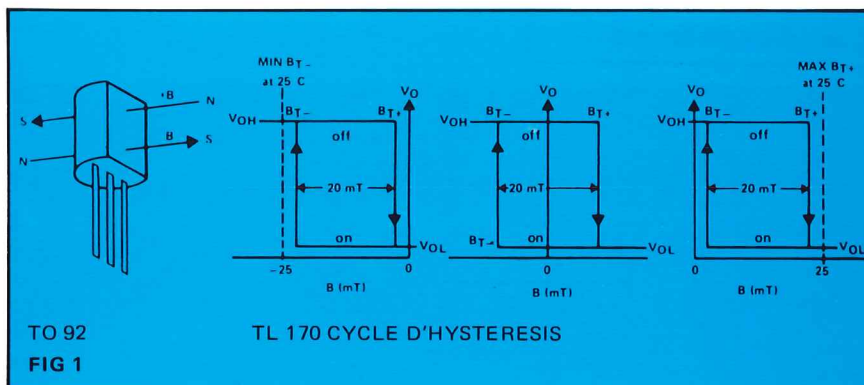 MIN BT-
at 25 C
MAX BT+
at 25 C
+B
N
S
B
S
N
VO
BT-
BT+
VOH
off
20 mT
on
VOL
-25
0
B (mT)
VO
BT-
BT+
VOH
off
20 mT
BT-
on
VOL
0
B (mT)
VO
BT-
BT+
VOH
off
20 mT
on
VOL
0
25
B (mT)
TO 92
TL 170 CYCLE D'HYSTERESIS
FIG 1